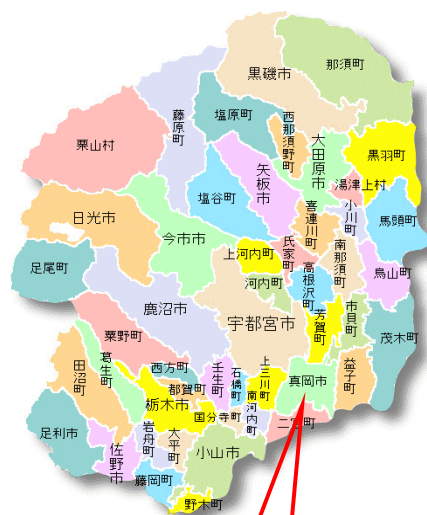 那須町
黒磯市
藤原町
塩原町
西那須野町
大田原市
黒羽町
栗山村
矢板市
湯津上村
塩谷町
喜連川町
小川町
馬頭町
日光市
今市市
上河内町
氏家町
南那須町
烏山町
足尾町
河内町
高根沢町
鹿沼市
宇都宮市
芳賀町
市貝町
茂木町
粟野町
葛生町
田沼町
西方町
壬生町
石橋町
上三川町
真岡市
益子町
都賀町
栃木市
国分寺町
南河内町
足利市
佐野市
岩舟町
大平町
小山市
藤岡町
野木町